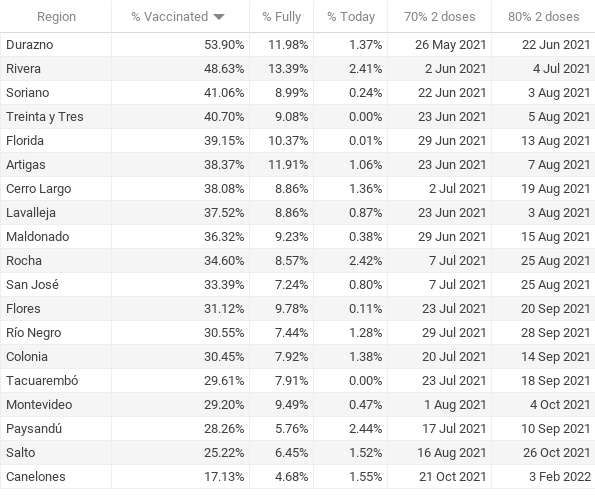 Region % Vaccinated % Fully % Today 70% 2 doses 80% 2 doses
Durazno 53.90% 11.98% 1.37% 26 May 2021 22 Jun 2021
Rivera 48.63% 13.39% 2.41% 2 Jun 2021 4 Jul 2021
Soriano 41.06% 8.99% 0.24% 22 Jun 2021 3 Aug 2021
Treinta y Tres 40.70% 9.08% 0.00% 23 Jun 2021 5 Aug 2021
Florida 39.15% 10.37% 0.01% 29 Jun 2021 13 Aug 2021
Artigas 38.37% 11.91% 1.06% 23 Jun 2021 7 Aug 2021
Cerro Largo 38.08% 8.86% 1.36% 2 Jul 2021 19 Aug 2021
Lavalleja 37.52% 8.86% 0.87% 23 Jun 2021 3 Aug 2021
Maldonado 36.32% 9.23% 0.38% 29 Jun 2021 15 Aug 2021
Rocha 34.60% 8.57% 2.42% 7 Jul 2021 25 Aug 2021
San José 33.39% 7.24% 0.80% 7 Jul 2021 25 Aug 2021
Flores 31.12% 9.78% 0.11% 23 Jul 2021 20 Sep 2021
Río Negro 30.55% 7.44% 1.28% 29 Jul 2021 28 Sep 2021
Colonia 30.45% 7.92% 1.38% 20 Jul 2021 14 Sep 2021
Tacuarembó 29.61% 7.91% 0.00% 23 Jul 2021 18 Sep 2021
Montevideo 29.20% 9.49% 0.47% 1 Aug 2021 4 Oct 2021
Paysandú 28.26% 5.76% 2.44% 17 Jul 2021 10 Sep 2021
Salto 25.22% 6.45% 1.52% 16 Aug 2021 26 Oct 2021
Canelones 17.13% 4.68% 1.55% 21 Oct 2021 3 Feb 2022